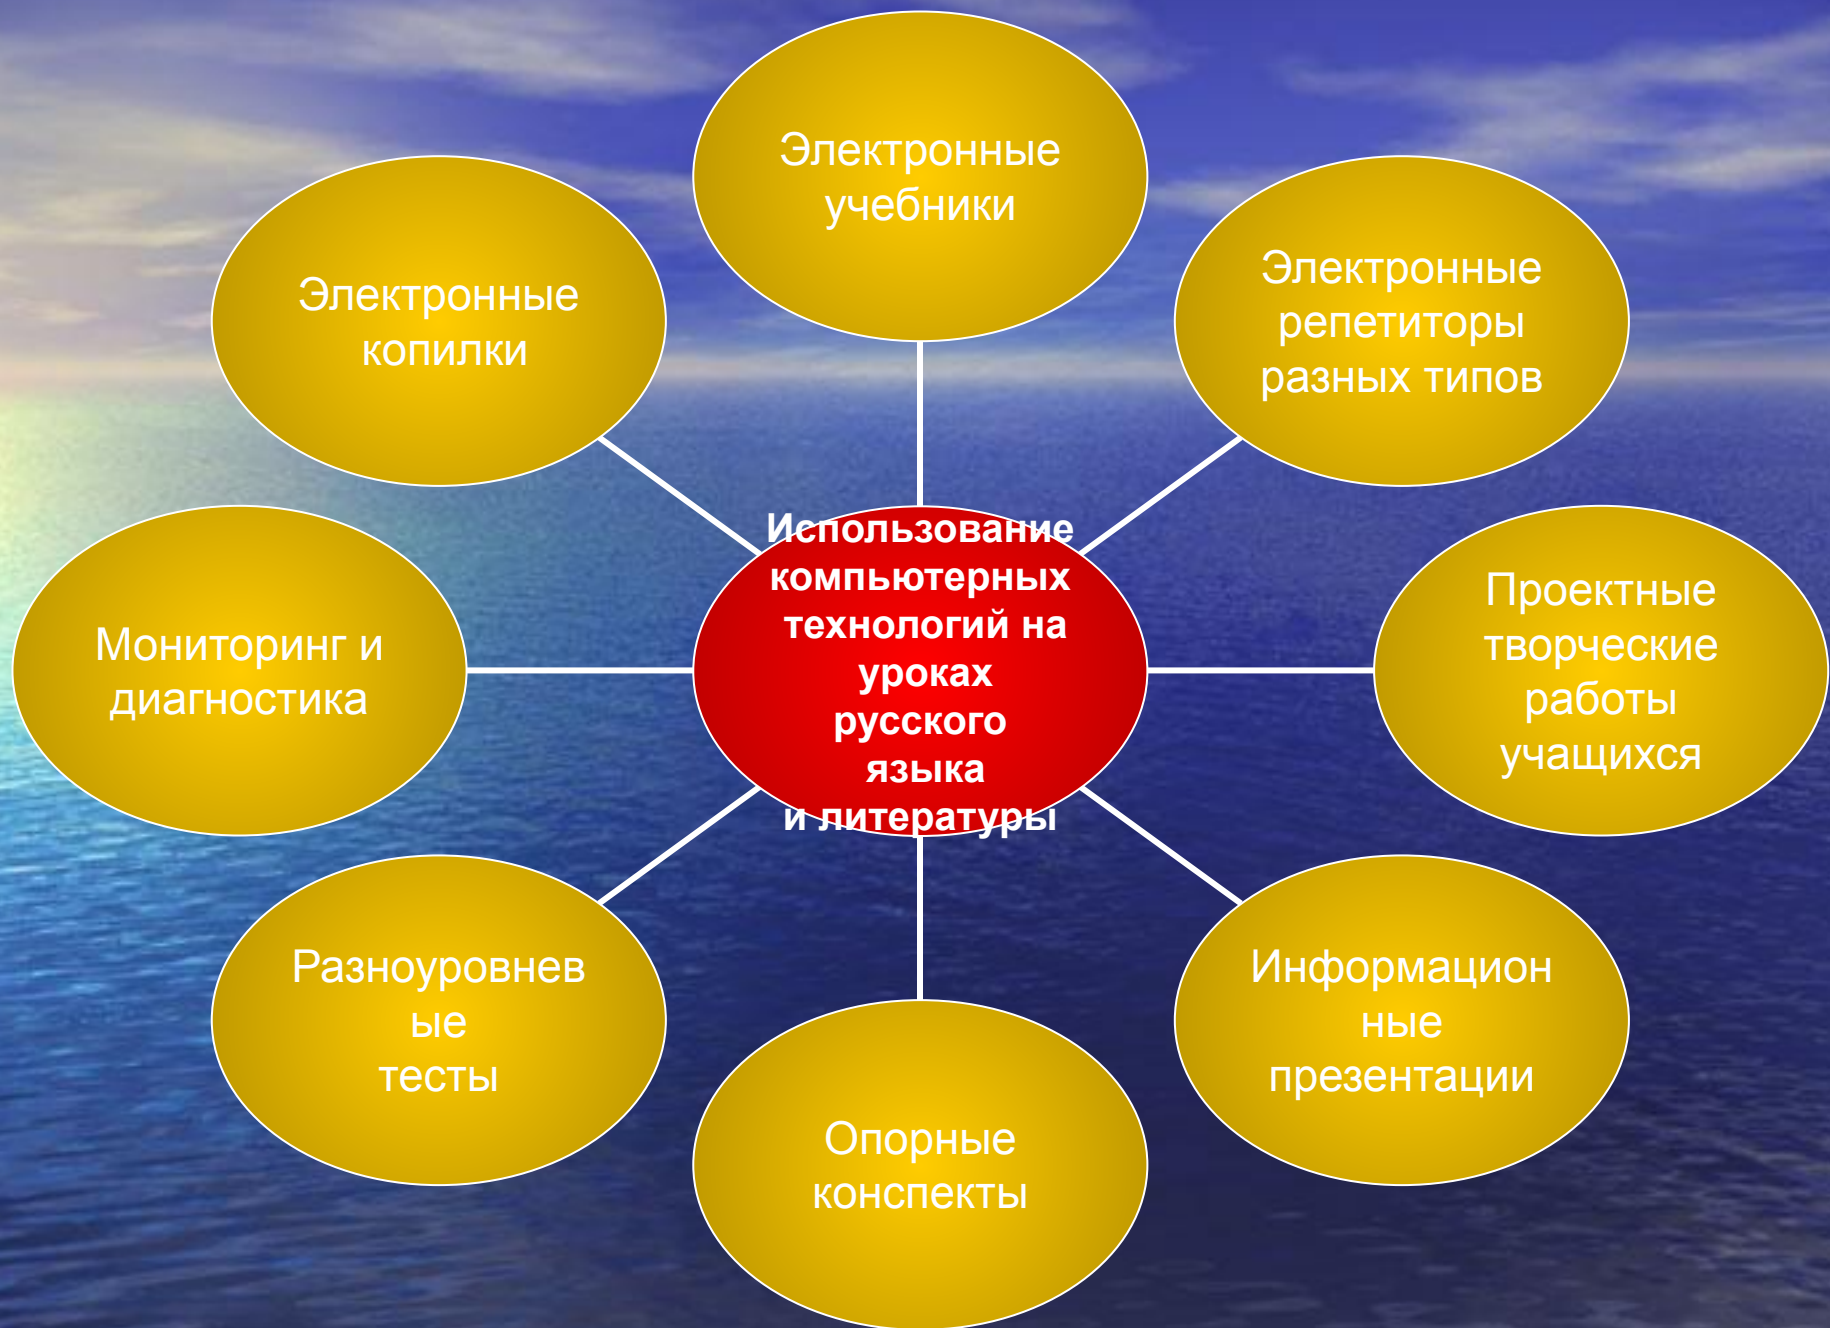 Электронные
учебники
Электронные
репетиторы
разных типов
Проектные
творческие
работы
учащихся
Информацион
ные
презентации
Опорные
конспекты
Разноуровнев
ые
тесты
Мониторинг и
диагностика
Электронные
копилки
Использование
компьютерных
технологий на
уроках
русского
языка
и литературы